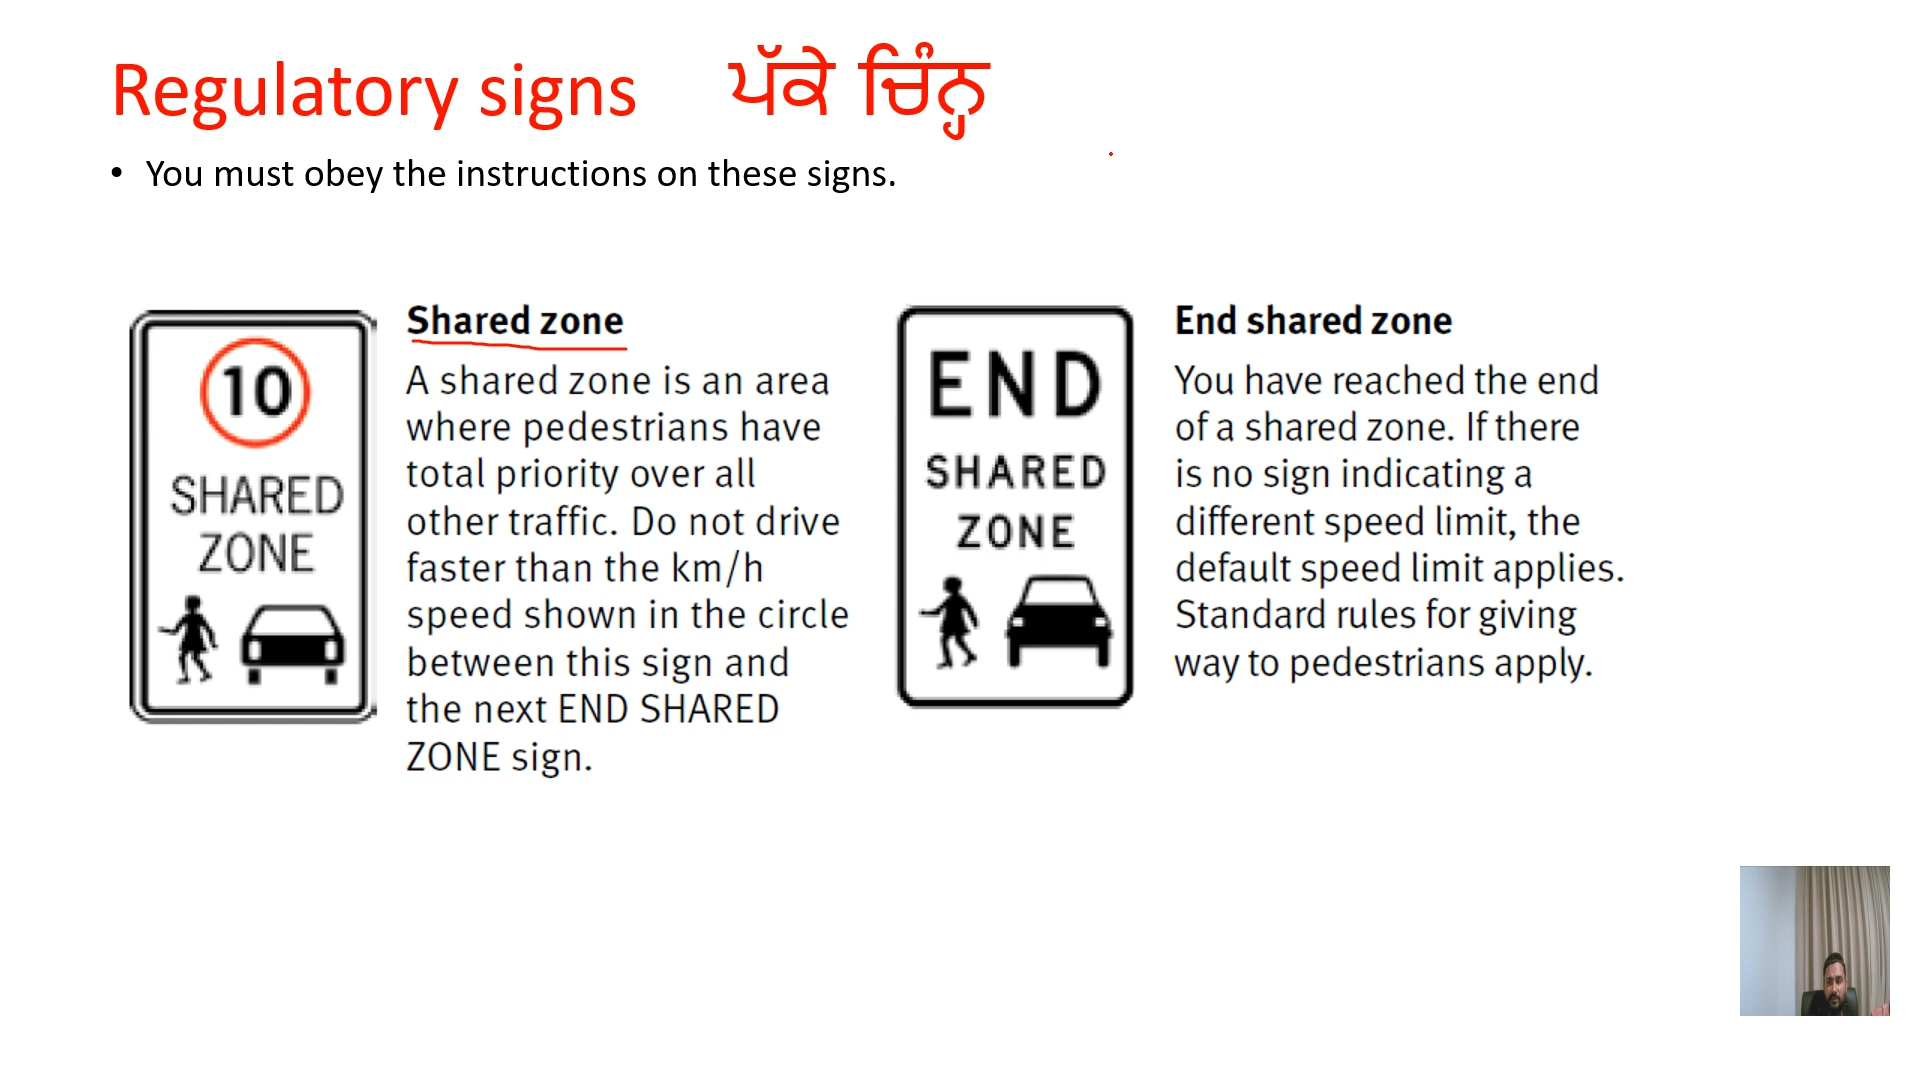 Regulatory signs ਪੱਕੇ ਚਿੰਨ੍ਹ
• You must obey the instructions on these signs.
10
SHARED
ZONE
Shared zone
A shared zone is an area
where pedestrians have
total priority over all
other traffic. Do not drive
faster than the km/h
speed shown in the circle
between this sign and
the next END SHARED
ZONE sign.
END
SHARED
ZONE
End shared zone
You have reached the end
of a shared zone. If there
is no sign indicating a
different speed limit, the
default speed limit applies.
Standard rules for giving
way to pedestrians apply.